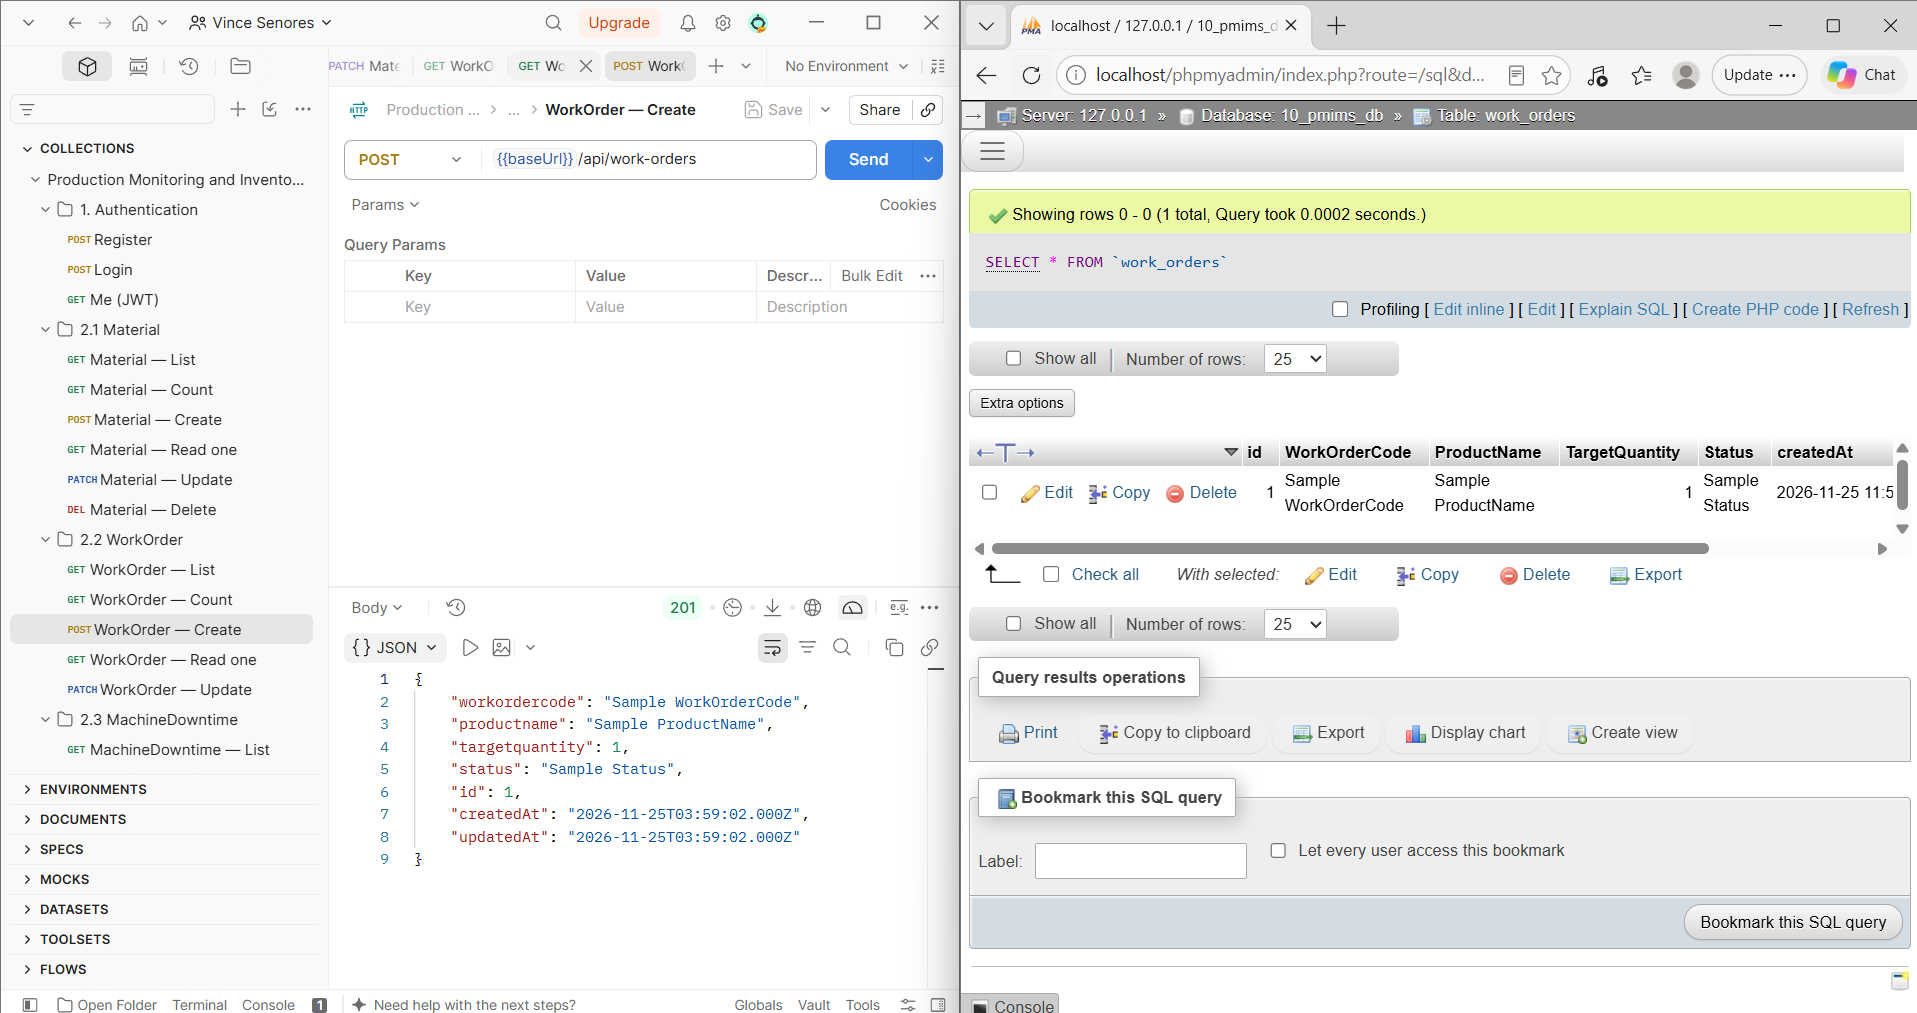 Vince Senores
Upgrade
PATCH Mate
GET WorkO
GET Wo
POST Work
No Environment
COLLECTIONS
Production Monitoring and Invento...
1. Authentication
POST Register
POST Login
GET Me (JWT)
2.1 Material
GET Material — List
GET Material — Count
POST Material — Create
GET Material — Read one
PATCH Material — Update
DEL Material — Delete
2.2 WorkOrder
GET WorkOrder — List
GET WorkOrder — Count
POST WorkOrder — Create
GET WorkOrder — Read one
PATCH WorkOrder — Update
2.3 MachineDowntime
GET MachineDowntime — List
ENVIRONMENTS
DOCUMENTS
SPECS
MOCKS
DATASETS
TOOLSETS
FLOWS
HTTP Production ... > ... > WorkOrder — Create
Save
Share
POST
{{baseUrl}} /api/work-orders
Send
Params
Cookies
Query Params
Key Value Descr... Bulk Edit
Key Value Description
Body
201
e.g.
{} JSON
1 {
2 "workordercode": "Sample WorkOrderCode",
3 "productname": "Sample ProductName",
4 "targetquantity": 1,
5 "status": "Sample Status",
6 "id": 1,
7 "createdAt": "2026-11-25T03:59:02.000Z",
8 "updatedAt": "2026-11-25T03:59:02.000Z"
9 }
Open Folder Terminal Console 1 Need help with the next steps? Globals Vault Tools
PMA localhost / 127.0.0.1 / 10_pmims_d
localhost/phpmyadmin/index.php?route=/sql&d...
Update
Chat
Server: 127.0.0.1 » Database: 10_pmims_db » Table: work_orders
Showing rows 0 - 0 (1 total, Query took 0.0002 seconds.)
SELECT * FROM `work_orders`
Profiling [ Edit inline ] [ Edit ] [ Explain SQL ] [ Create PHP code ] [ Refresh ]
Show all Number of rows: 25
Extra options
id WorkOrderCode ProductName TargetQuantity Status createdAt
Edit Copy Delete 1 Sample WorkOrderCode Sample ProductName 1 Sample Status 2026-11-25 11:5
Check all With selected: Edit Copy Delete Export
Show all Number of rows: 25
Query results operations
Print Copy to clipboard Export Display chart Create view
Bookmark this SQL query
Label:
Let every user access this bookmark
Bookmark this SQL query
Console